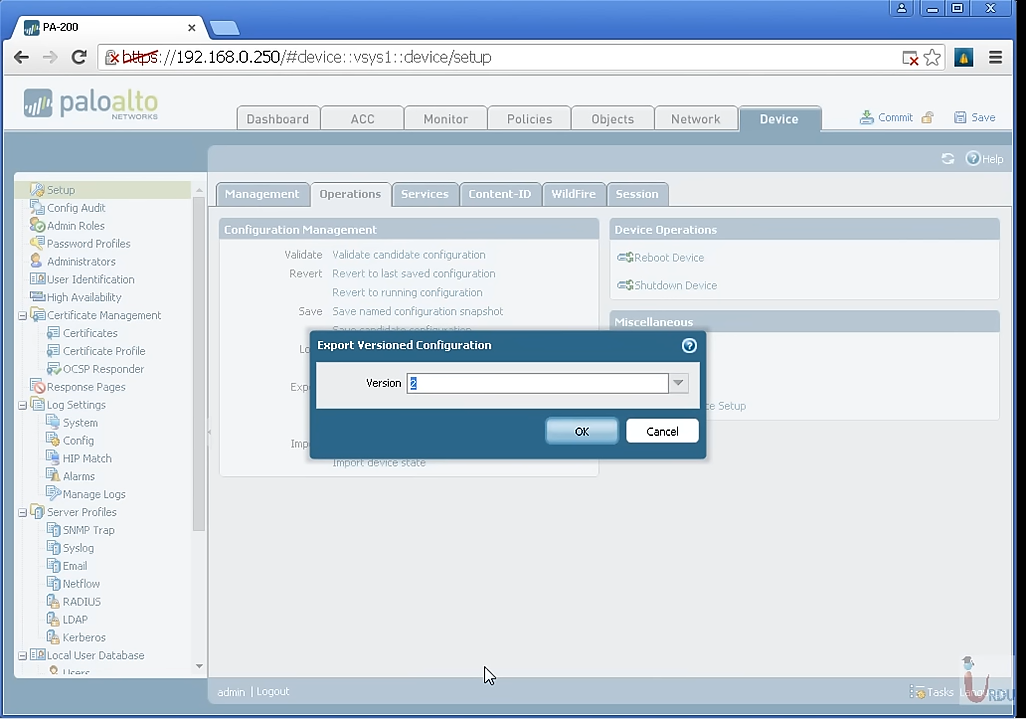 PA-200
https://192.168.0.250/#device::vsys1::device/setup
paloalto
NETWORKS
Dashboard ACC Monitor Policies Objects Network Device Commit Save
Help
Management Operations Services Content-ID WildFire Session
Setup
Config Audit
Admin Roles
Password Profiles
Administrators
User Identification
High Availability
Certificate Management
Certificates
Certificate Profile
OCSP Responder
Response Pages
Log Settings
System
Config
HIP Match
Alarms
Manage Logs
Server Profiles
SNMP Trap
Syslog
Email
Netflow
RADIUS
LDAP
Kerberos
Local User Database
Users
Configuration Management
Validate Validate candidate configuration
Revert Revert to last saved configuration
Revert to running configuration
Save Save named configuration snapshot
Save candidate configuration
Import device state
Device Operations
Reboot Device
Shutdown Device
Miscellaneous
Setup
Export Versioned Configuration
Version 2
OK Cancel
admin | Logout
Tasks
URDU